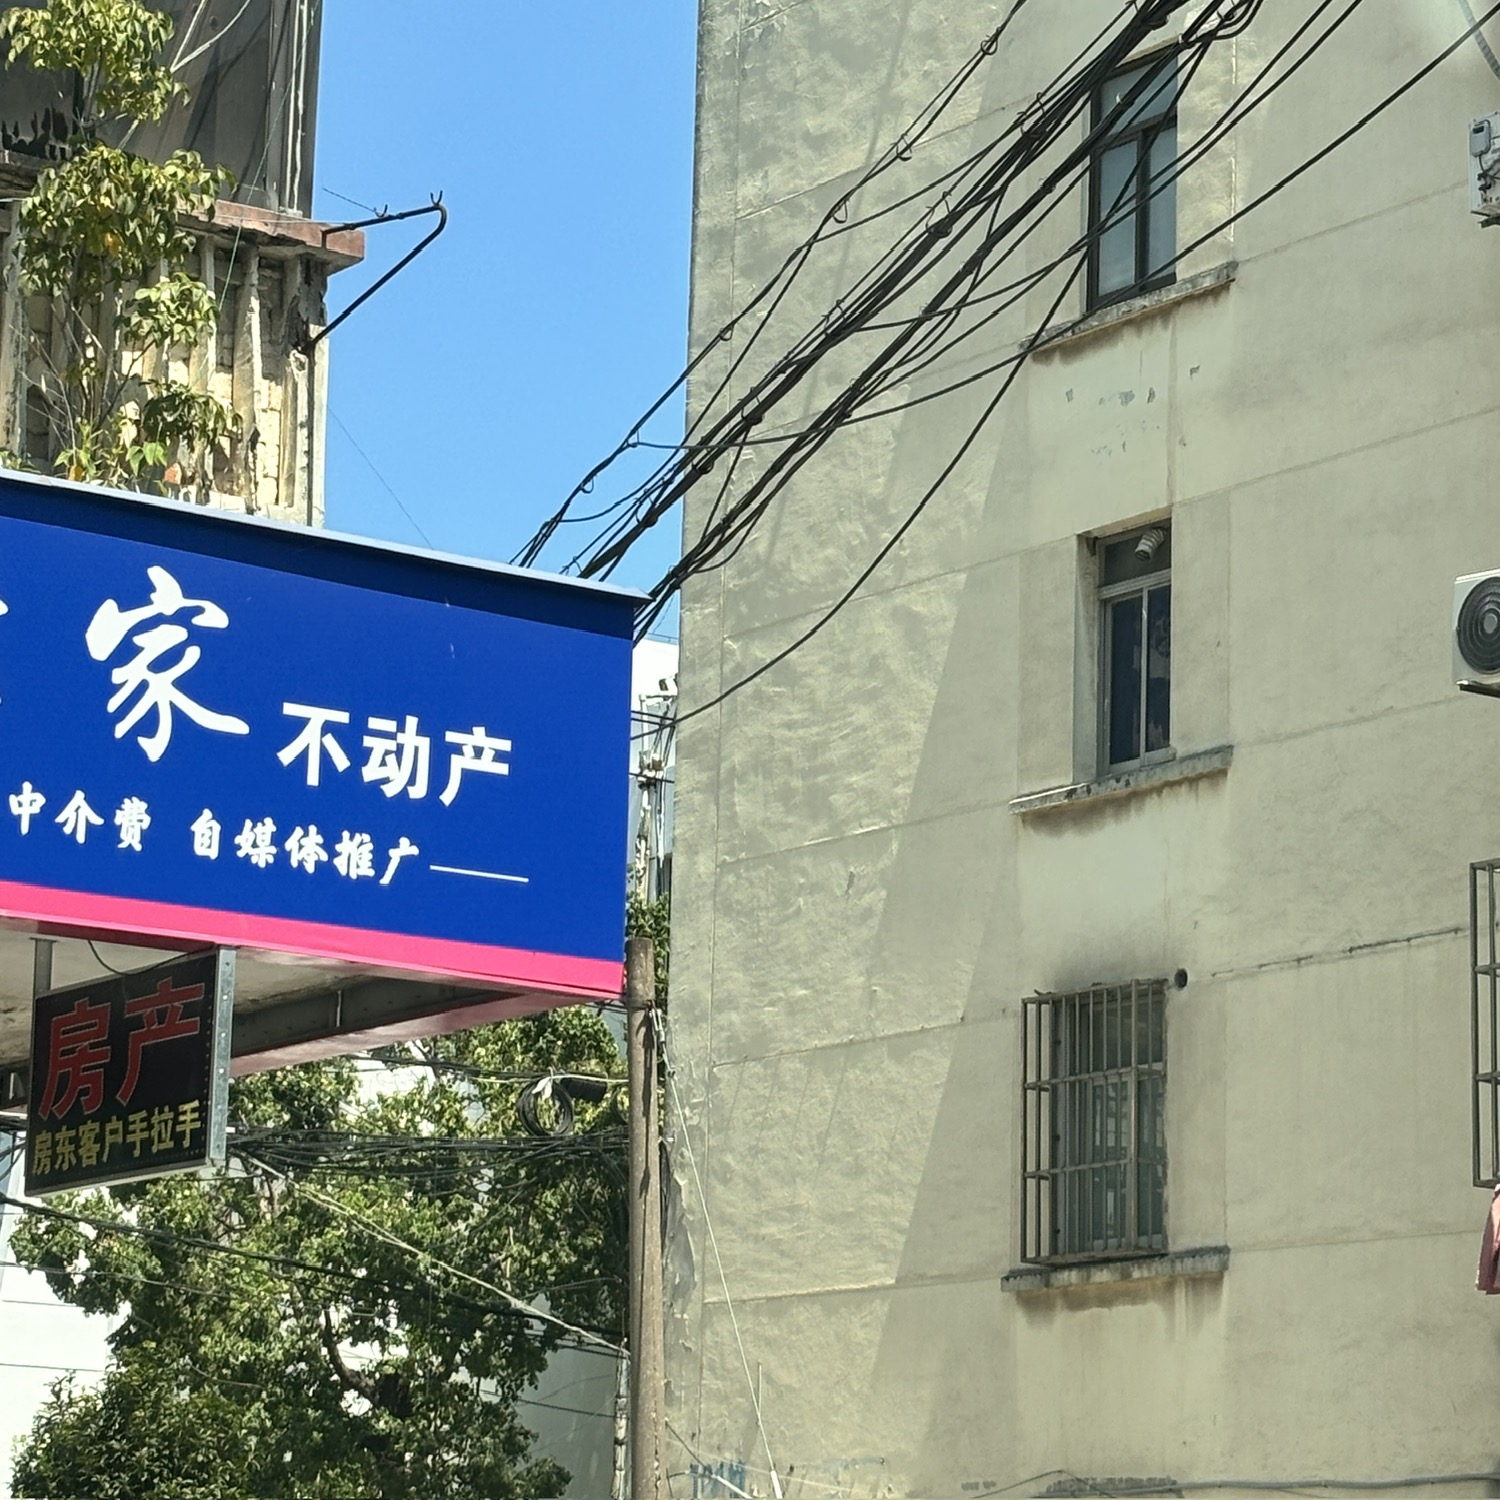 家 不动产
中介费 自媒体推广——
房产
房东客户手拉手